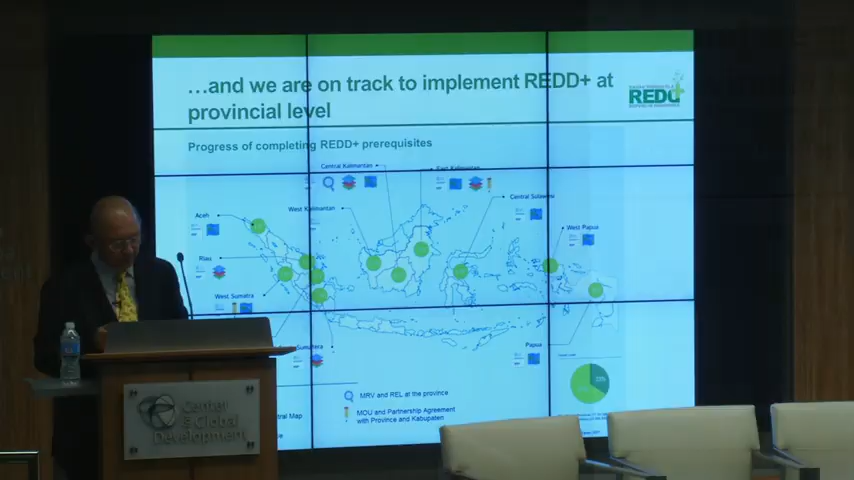 ...and we are on track to implement REDD+ at
provincial level
REDD+
Progress of completing REDD+ prerequisites
Central Kalimantan
East Kalimantan
Central Sulawesi
West Kalimantan
Aceh
West Papua
Riau
West Sumatra
Sumatra
Papua
MRV and REL at the province
MOU and Partnership Agreement
with Province and Kabupaten
Map
Center
& Global
Development